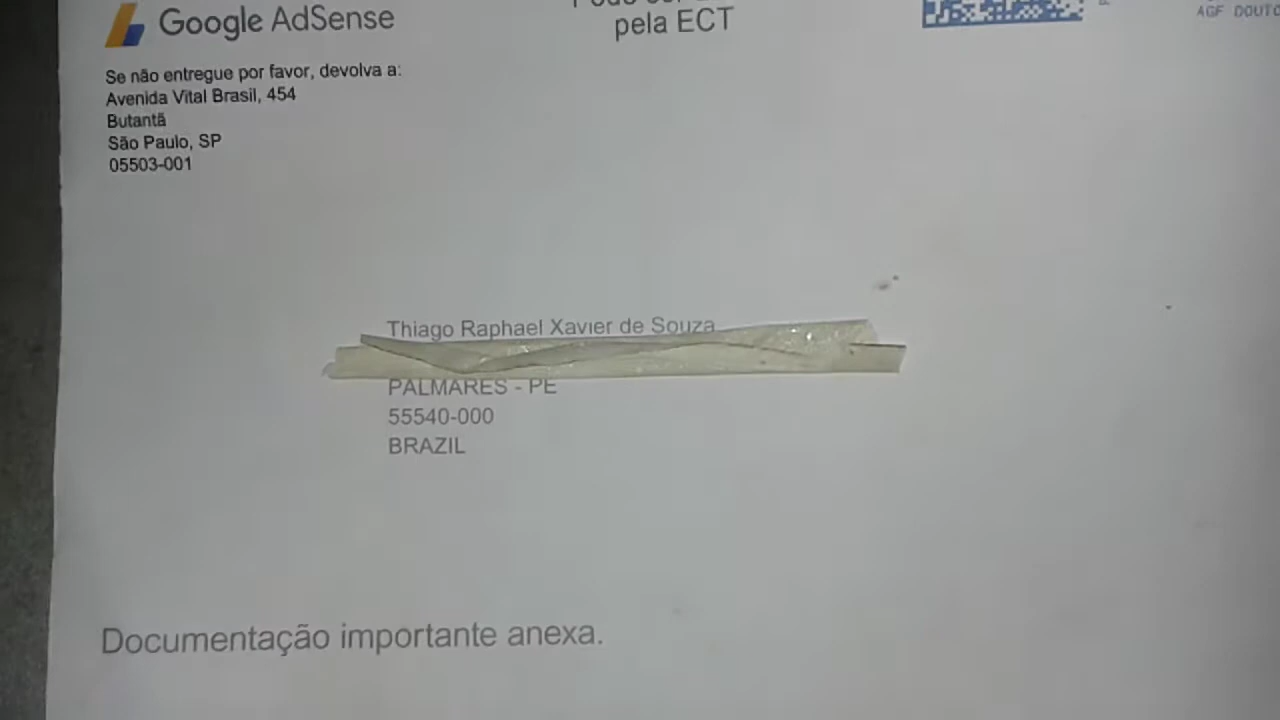 Google AdSense
pela ECT
AGF
Se não entregue por favor, devolva a:
Avenida Vital Brasil, 454
Butantã
São Paulo, SP
05503-001
Thiago Raphael Xavier de Souza
PALMARES - PE
55540-000
BRAZIL
Documentação importante anexa.